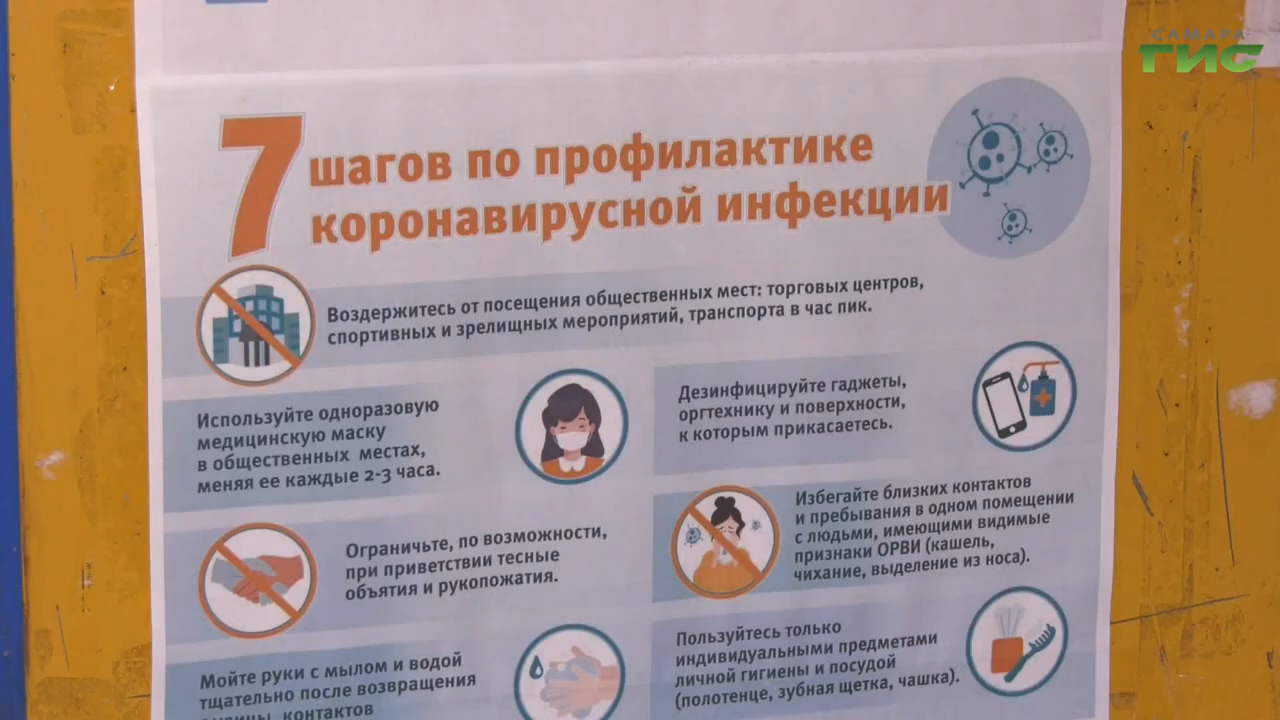 САМАРА
ГИС
7
шагов по профилактике
коронавирусной инфекции
Воздержитесь от посещения общественных мест: торговых центров,
спортивных и зрелищных мероприятий, транспорта в час пик.
Используйте одноразовую
медицинскую маску
в общественных местах,
меняя ее каждые 2-3 часа.
Дезинфицируйте гаджеты,
оргтехнику и поверхности,
к которым прикасаетесь.
Ограничьте, по возможности,
при приветствии тесные
объятия и рукопожатия.
Избегайте близких контактов
и пребывания в одном помещении
с людьми, имеющими видимые
признаки ОРВИ (кашель,
чихание, выделение из носа).
Мойте руки с мылом и водой
тщательно после возвращения
контактов
Пользуйтесь только
индивидуальными предметами
личной гигиены и посудой
(полотенце, зубная щетка, чашка).